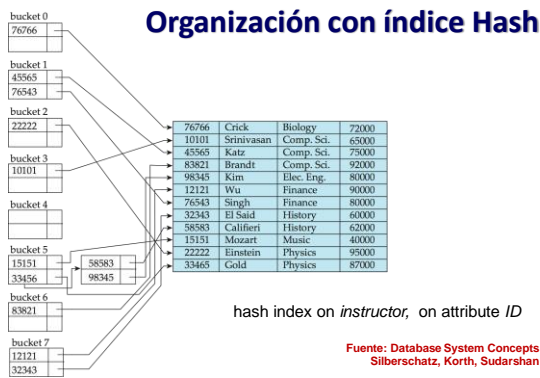 Organización con índice Hash
bucket 0
76766
bucket 1
45565
76543
bucket 2
22222
bucket 3
10101
bucket 4
bucket 5
15151
33456
58583
98345
bucket 6
83821
bucket 7
12121
32343
76766 Crick Biology 72000
10101 Srinivasan Comp. Sci. 65000
45565 Katz Comp. Sci. 75000
83821 Brandt Comp. Sci. 92000
98345 Kim Elec. Eng. 80000
12121 Wu Finance 90000
76543 Singh Finance 80000
32343 El Said History 60000
58583 Califieri History 62000
15151 Mozart Music 40000
22222 Einstein Physics 95000
33465 Gold Physics 87000
hash index on instructor, on attribute ID
Fuente: Database System Concepts
Silberschatz, Korth, Sudarshan